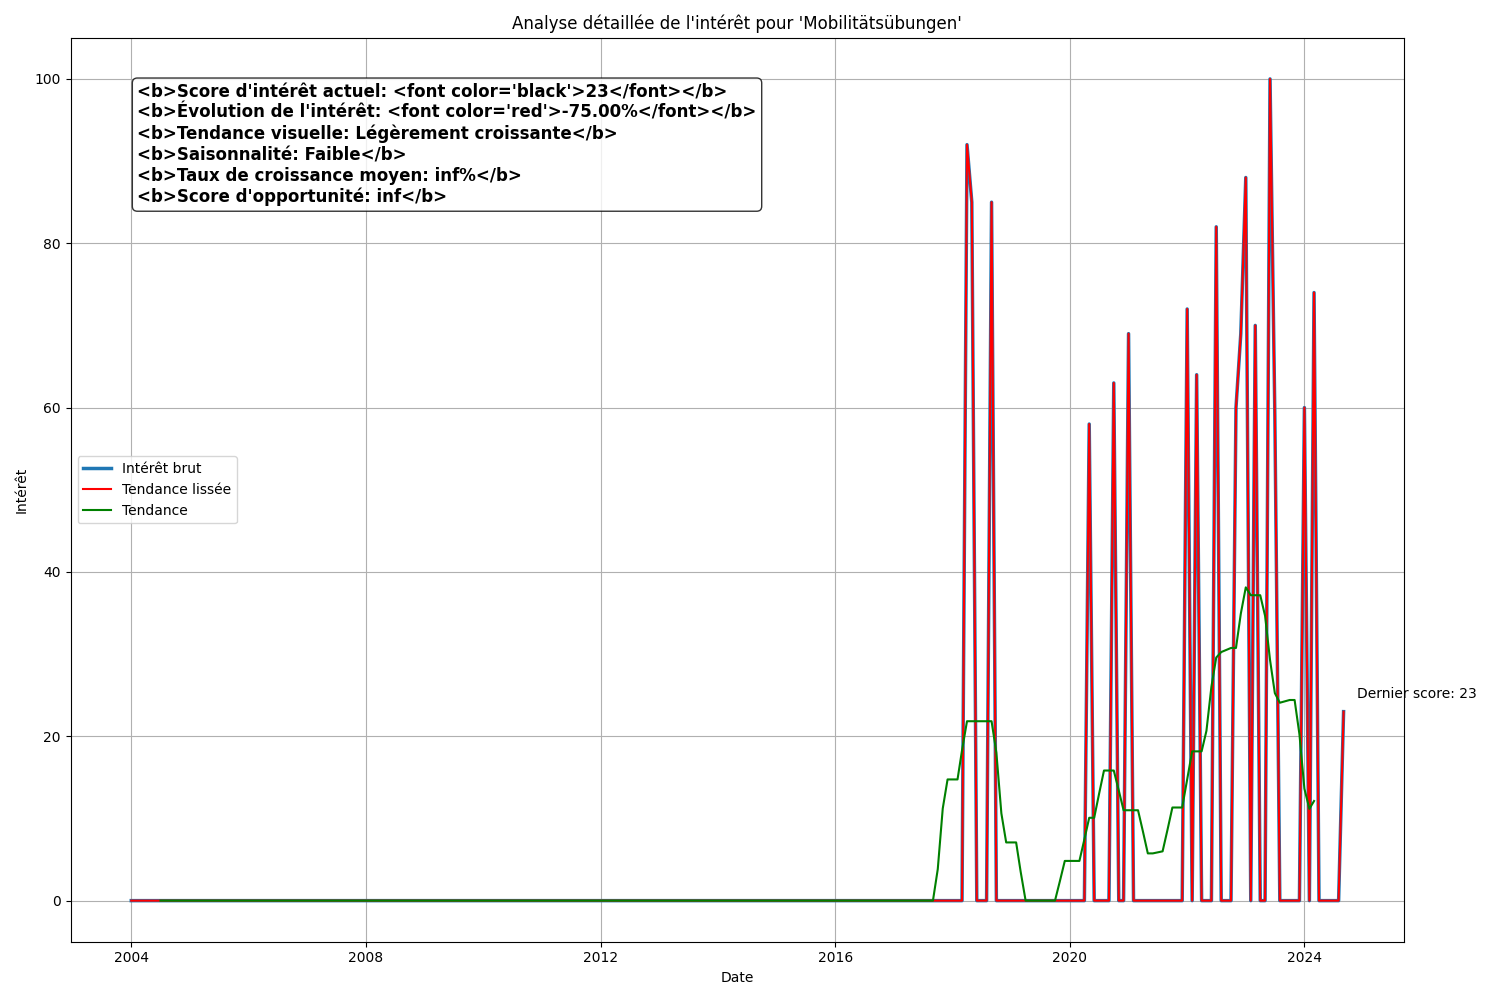 Analyse détaillée de l'intérêt pour 'Mobilitätsübungen'
<b>Score d'intérêt actuel: <font color='black'>23</font></b>
<b>Évolution de l'intérêt: <font color='red'>-75.00%</font></b>
<b>Tendance visuelle: Légèrement croissante</b>
<b>Saisonnalité: Faible</b>
<b>Taux de croissance moyen: inf%</b>
<b>Score d'opportunité: inf</b>
100
80
60
40
20
0
Intérêt
Intérêt brut
Tendance lissée
Tendance
Dernier score: 23
2004
2008
2012
2016
2020
2024
Date